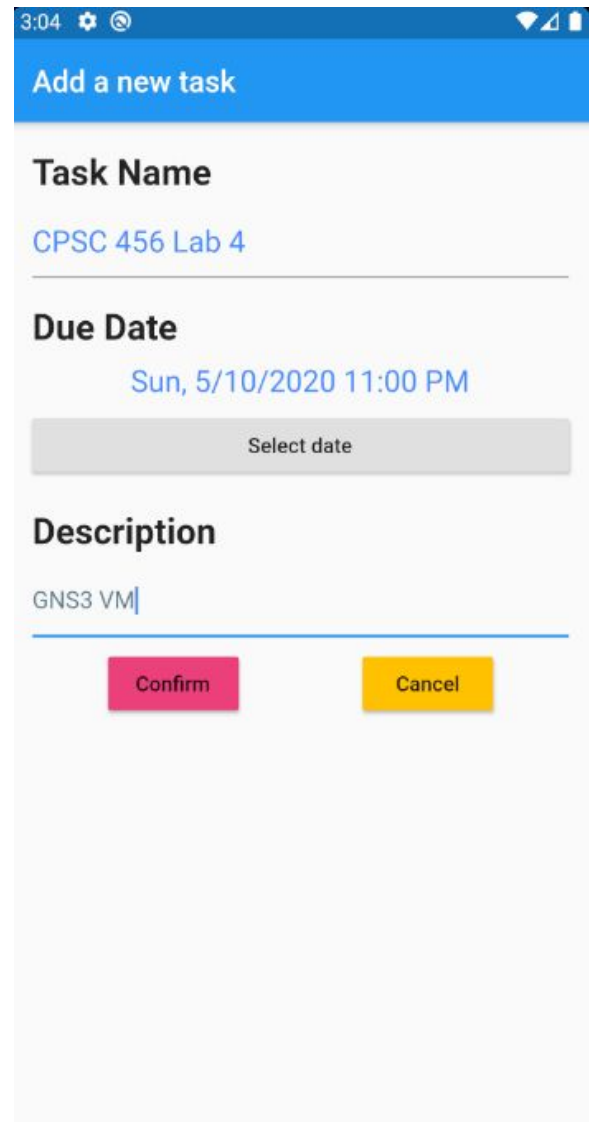 3:04
Add a new task
Task Name
CPSC 456 Lab 4
Due Date
Sun, 5/10/2020 11:00 PM
Select date
Description
GNS3 VM
Confirm Cancel